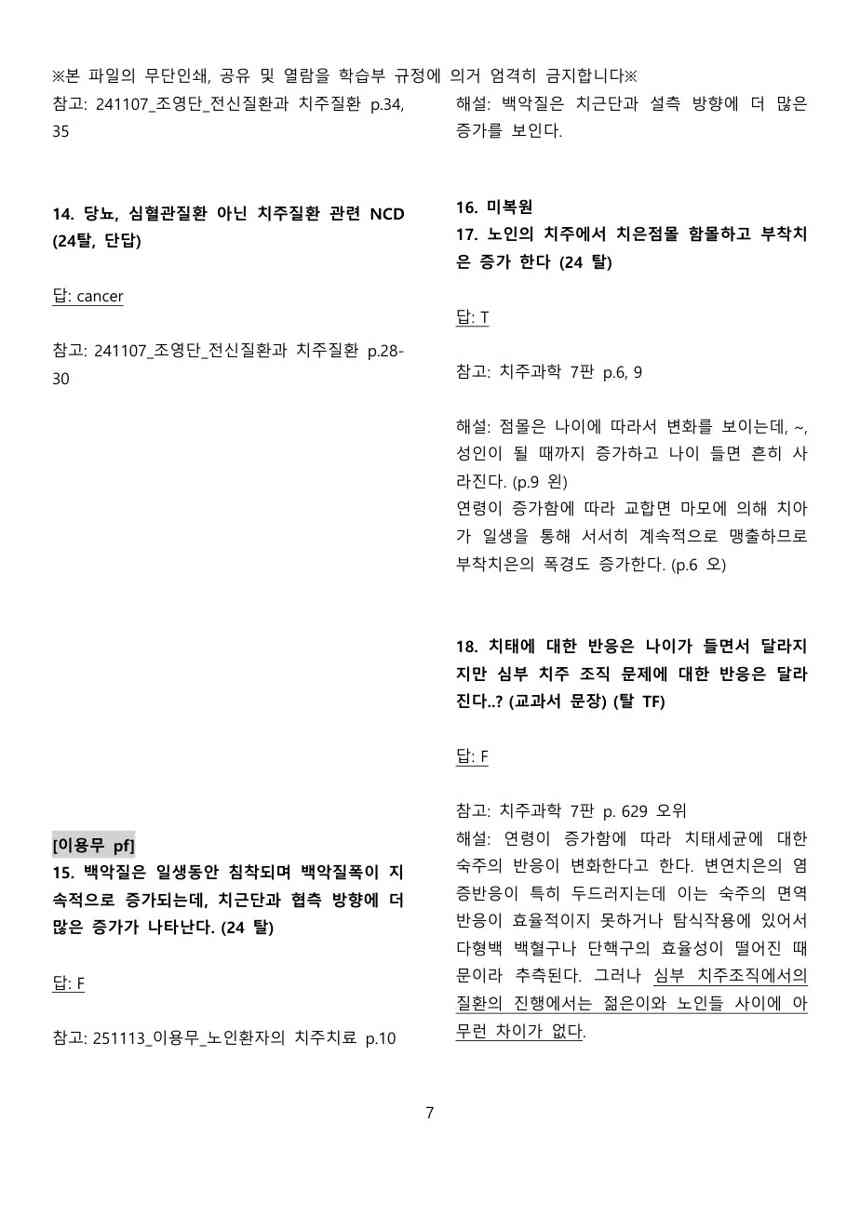 ※본 파일의 무단인쇄, 공유 및 열람을 학습부 규정에 의거 엄격히 금지합니다※
참고: 241107_조영단_전신질환과 치주질환 p.34,
35
14. 당뇨, 심혈관질환 아닌 치주질환 관련 NCD
(24탈, 단답)
답: cancer
참고: 241107_조영단_전신질환과 치주질환 p.28-
30
[이용무 pf]
15. 백악질은 일생동안 침착되며 백악질폭이 지
속적으로 증가되는데, 치근단과 협측 방향에 더
많은 증가가 나타난다. (24 탈)
답: F
참고: 251113_이용무_노인환자의 치주치료 p.10
해설: 백악질은 치근단과 설측 방향에 더 많은
증가를 보인다.
16. 미복원
17. 노인의 치주에서 치은점몰 함몰하고 부착치
은 증가 한다 (24 탈)
답: T
참고: 치주과학 7판 p.6, 9
해설: 점몰은 나이에 따라서 변화를 보이는데, ~,
성인이 될 때까지 증가하고 나이 들면 흔히 사
라진다. (p.9 왼)
연령이 증가함에 따라 교합면 마모에 의해 치아
가 일생을 통해 서서히 계속적으로 맹출하므로
부착치은의 폭경도 증가한다. (p.6 오)
18. 치태에 대한 반응은 나이가 들면서 달라지
지만 심부 치주 조직 문제에 대한 반응은 달라
진다..? (교과서 문장) (탈 TF)
답: F
참고: 치주과학 7판 p. 629 오위
해설: 연령이 증가함에 따라 치태세균에 대한
숙주의 반응이 변화한다고 한다. 변연치은의 염
증반응이 특히 두드러지는데 이는 숙주의 면역
반응이 효율적이지 못하거나 탐식작용에 있어서
다형백 백혈구나 단핵구의 효율성이 떨어진 때
문이라 추측된다. 그러나 심부 치주조직에서의
질환의 진행에서는 젊은이와 노인들 사이에 아
무런 차이가 없다.
7